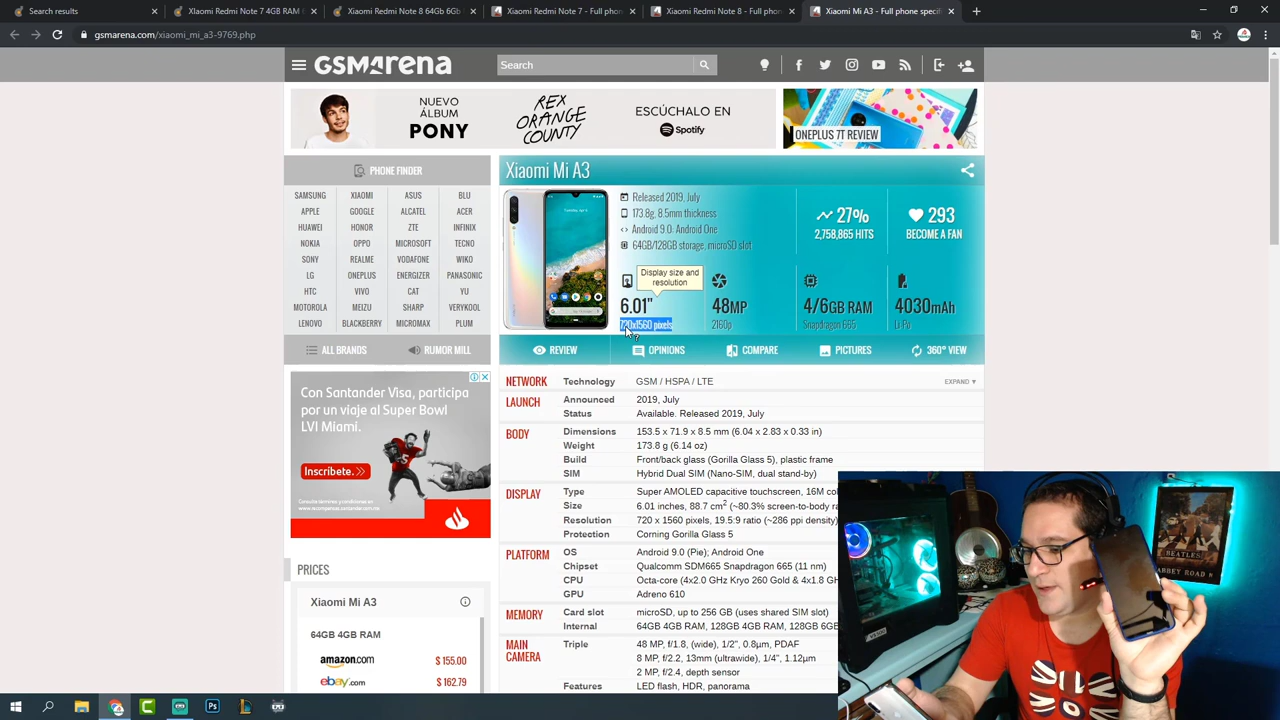 Search results
Xiaomi Redmi Note 7 4GB RAM
Xiaomi Redmi Note 8 64Gb 6Gb
Xiaomi Redmi Note 7 - Full phon
Xiaomi Redmi Note 8 - Full phon
Xiaomi Mi A3 - Full phone specif
gsmarena.com/xiaomi_mi_a3-9769.php
GSMArena
Search
NUEVO
ÁLBUM
PONY
REX
ORANGE
COUNTY
ESCÚCHALO EN
Spotify
ONEPLUS 7T REVIEW
PHONE FINDER
SAMSUNG XIAOMI ASUS BLU
APPLE GOOGLE ALCATEL ACER
HUAWEI HONOR ZTE INFINIX
NOKIA OPPO MICROSOFT TECNO
SONY REALME VODAFONE WIKO
LG ONEPLUS ENERGIZER PANASONIC
HTC VIVO CAT YU
MOTOROLA MEIZU SHARP VERYKOOL
LENOVO BLACKBERRY MICROMAX PLUM
ALL BRANDS RUMOR MILL
Xiaomi Mi A3
Released 2019, July
173.8g, 8.5mm thickness
Android 9.0; Android One
64GB/128GB storage, microSD slot
27%
2,758,865 HITS
293
BECOME A FAN
Display size and
resolution
6.01"
720x1560 pixels
48MP
2160p
4/6GB RAM
Snapdragon 665
4030mAh
Li-Po
REVIEW OPINIONS COMPARE PICTURES 360° VIEW
NETWORK Technology GSM / HSPA / LTE EXPAND ▼
LAUNCH Announced 2019, July
Status Available. Released 2019, July
BODY Dimensions 153.5 x 71.9 x 8.5 mm (6.04 x 2.83 x 0.33 in)
Weight 173.8 g (6.14 oz)
Build Front/back glass (Gorilla Glass 5), plastic frame
SIM Hybrid Dual SIM (Nano-SIM, dual stand-by)
DISPLAY Type Super AMOLED capacitive touchscreen, 16M
Size 6.01 inches, 88.7 cm2 (~80.3% screen-to-body
Resolution 720 x 1560 pixels, 19.5:9 ratio (~286 ppi density)
Protection Corning Gorilla Glass 5
PLATFORM OS Android 9.0 (Pie); Android One
Chipset Qualcomm SDM665 Snapdragon 665 (11 nm)
CPU Octa-core (4x2.0 GHz Kryo 260 Gold & 4x1.8
GPU Adreno 610
MEMORY Card slot microSD, up to 256 GB (uses shared SIM slot)
Internal 64GB 4GB RAM, 128GB 4GB RAM, 128GB 6GB
MAIN
CAMERA
Triple 48 MP, f/1.8, (wide), 1/2", 0.8µm, PDAF
8 MP, f/2.2, 13mm (ultrawide), 1/4", 1.12µm
2 MP, f/2.4, depth sensor
Features LED flash, HDR, panorama
Con Santander Visa, participa
por un viaje al Super Bowl
LVI Miami.
Inscríbete. >>
PRICES
Xiaomi Mi A3
64GB 4GB RAM
amazon.com $ 155.00
ebay.com $ 162.79
BEATLES
ABBEY ROAD